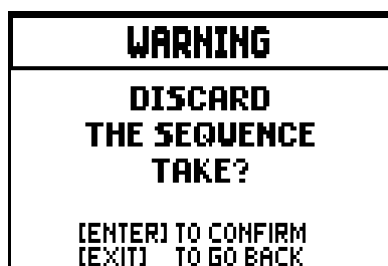 WARNING
DISCARD
THE SEQUENCE
TAKE?
[ENTER] TO CONFIRM
[EXIT] TO GO BACK